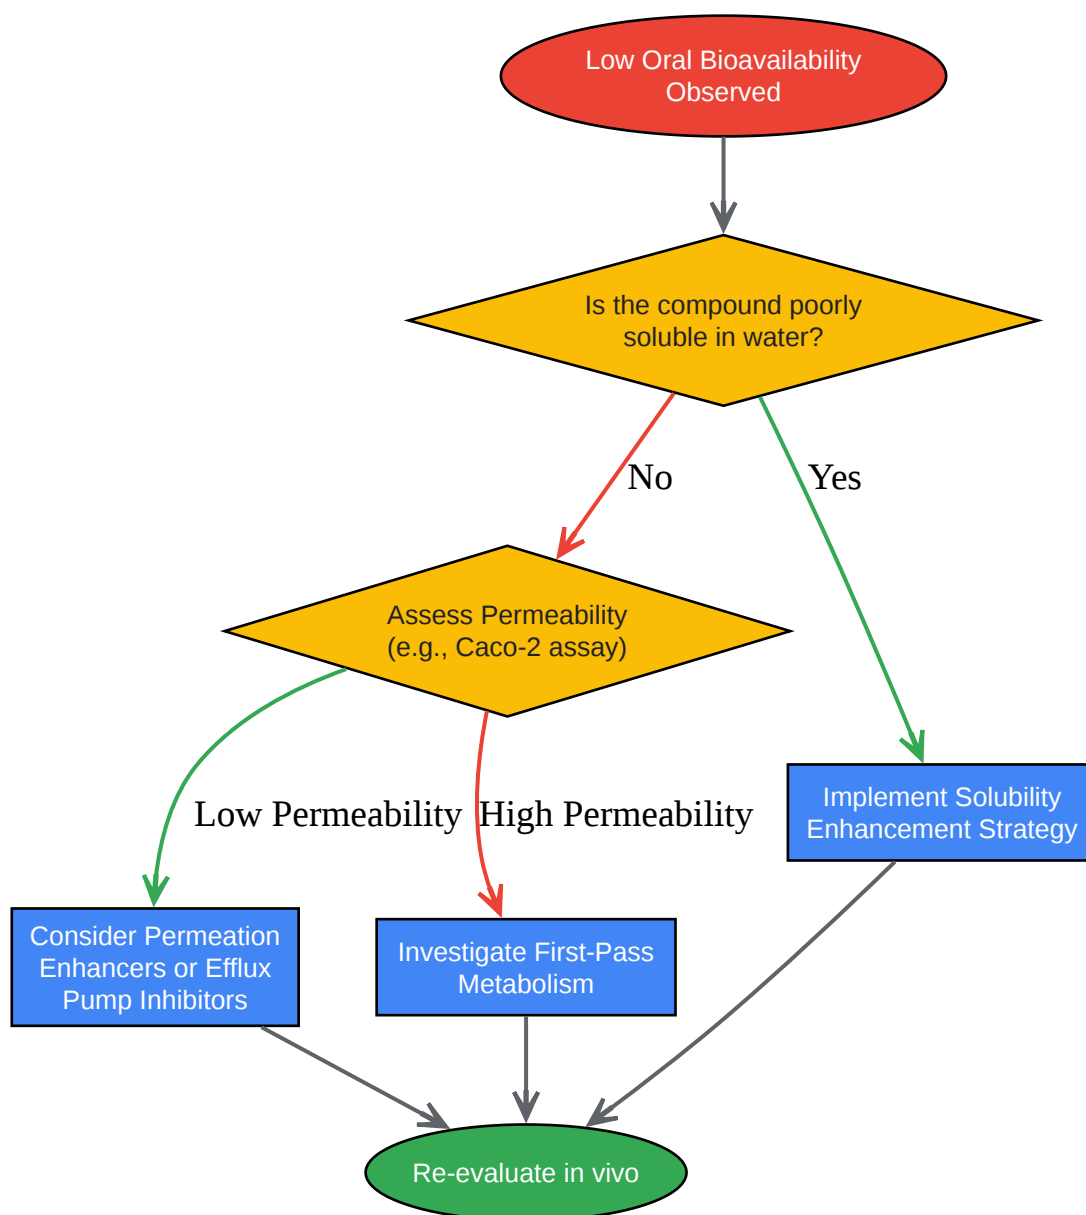 Low Oral Bioavailability
Observed
Is the compound poorly
soluble in water?
No
Yes
Assess Permeability
(e.g., Caco-2 assay)
Low Permeability
High Permeability
Implement Solubility
Enhancement Strategy
Consider Permeation
Enhancers or Efflux
Pump Inhibitors
Investigate First-Pass
Metabolism
Re-evaluate in vivo